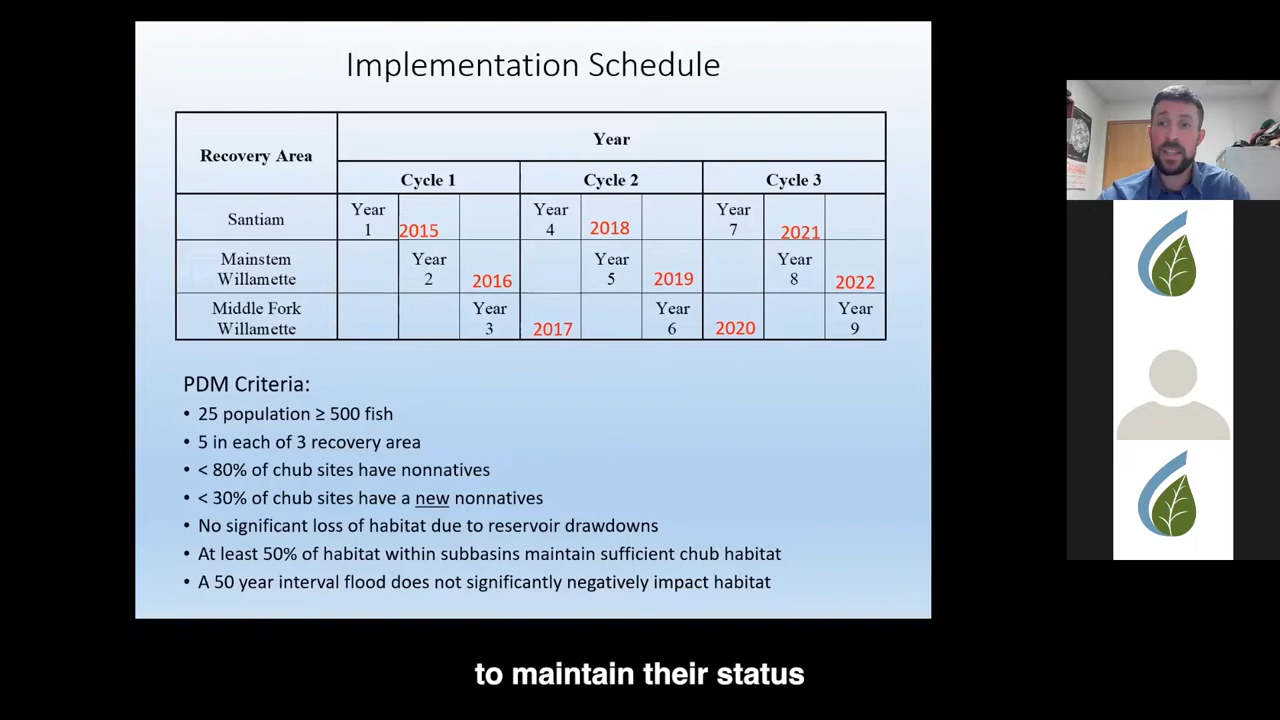 Implementation Schedule
Recovery Area
Year
Cycle 1
Cycle 2
Cycle 3
Santiam
Year 1
2015
Year 4
2018
Year 7
2021
Mainstem Willamette
Year 2
2016
Year 5
2019
Year 8
2022
Middle Fork Willamette
Year 3
2017
Year 6
2020
Year 9
PDM Criteria:
• 25 population ≥ 500 fish
• 5 in each of 3 recovery area
• < 80% of chub sites have nonnatives
• < 30% of chub sites have a new nonnatives
• No significant loss of habitat due to reservoir drawdowns
• At least 50% of habitat within subbasins maintain sufficient chub habitat
• A 50 year interval flood does not significantly negatively impact habitat
to maintain their status